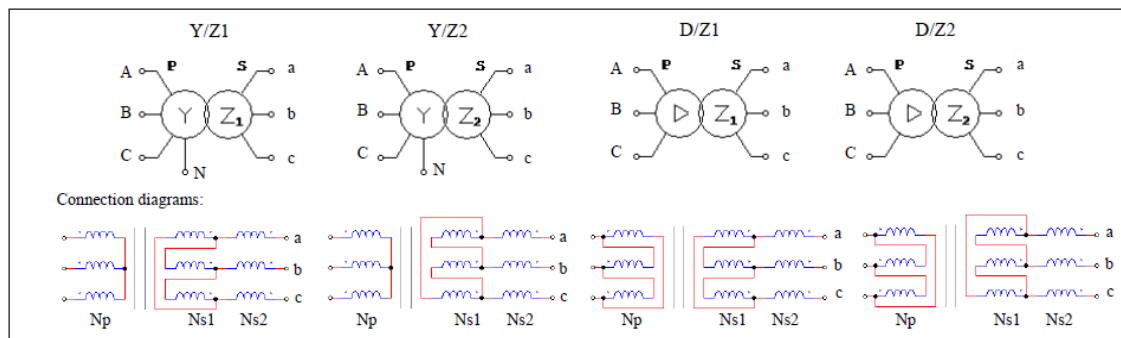 Y/Z1 Y/Z2 D/Z1 D/Z2
A P S a
B Y Z1 b
C c
N
A P S a
B Y Z2 b
C c
N
A P S a
B D Z1 b
C c
A P S a
B D Z2 b
C c
Connection diagrams:
a
b
c
Np Ns1 Ns2
a
b
c
Np Ns1 Ns2
a
b
c
Np Ns1 Ns2
a
b
c
Np Ns1 Ns2